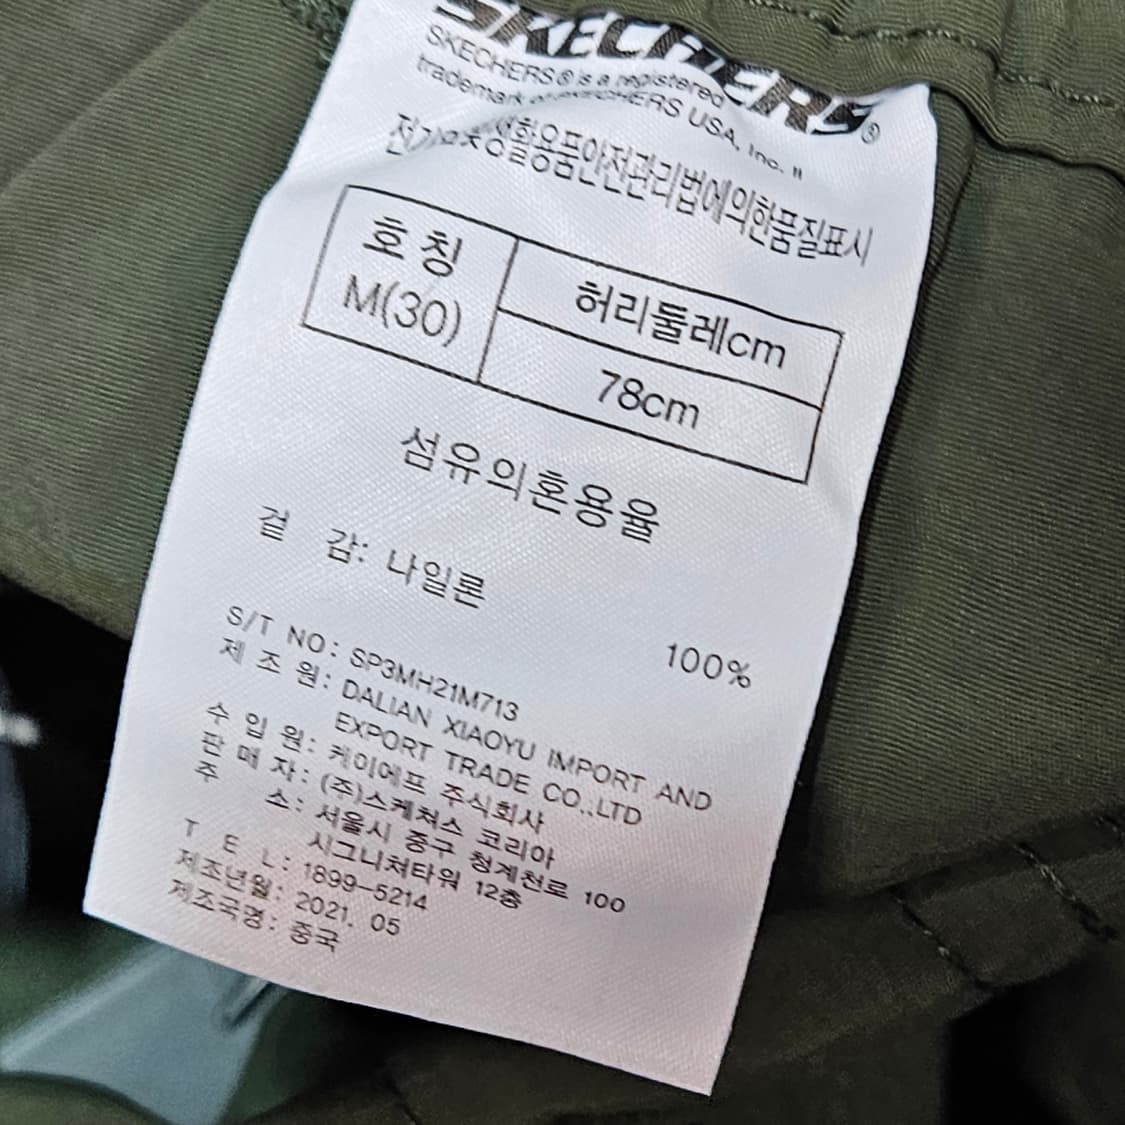 SKECHERS®
SKECHERS® is a registered
trademark of SKECHERS USA, Inc. II
전기및생활용품안전관리법에의한품질표시
호 칭
M(30)
허리둘레cm
78cm
섬유의혼용율
겉 감: 나일론
100%
S/T NO: SP3MH21M713
제 조 원: DALIAN XIAOYU IMPORT AND
EXPORT TRADE CO.,LTD
수 입 원: 케이에프 주식회사
판 매 자: (주)스케쳐스 코리아
주 소: 서울시 중구 청계천로 100
시그니쳐타워 12층
T E L: 1899-5214
제조년월: 2021. 05
제조국명: 중국